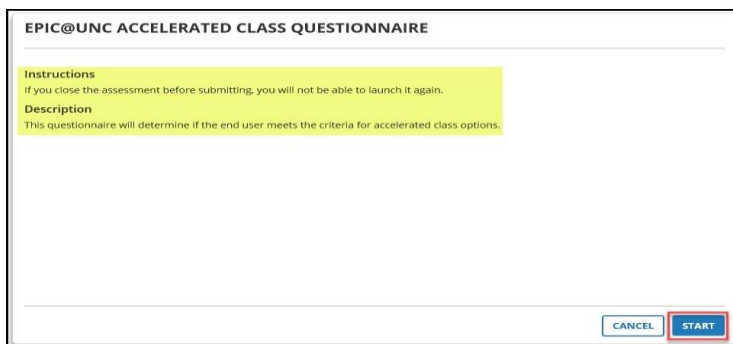 EPIC@UNC ACCELERATED CLASS QUESTIONNAIRE
Instructions
If you close the assessment before submitting, you will not be able to launch it again.
Description
This questionnaire will determine if the end user meets the criteria for accelerated class options.
CANCEL START